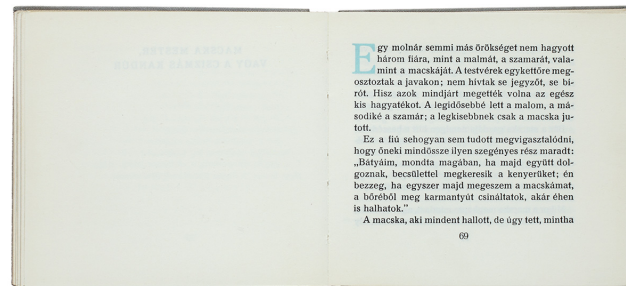 Egy molnár semmi más örökséget nem hagyott
három fiára, mint a malmát, a szamarát, vala-
mint a macskáját. A testvérek egykettőre meg-
osztoztak a javakon; nem hívtak se jegyzőt, se bí-
rót. Hisz azok mindjárt megették volna az egész
kis hagyatékot. A legidősebbé lett a malom, a má-
sodiké a szamár; a legkisebbnek csak a macska ju-
tott.
Ez a fiú sehogyan sem tudott megvigasztalódni,
hogy őneki mindössze ilyen szegényes rész maradt:
„Bátyáim, mondta magában, ha majd együtt dol-
goznak, becsülettel megkeresik a kenyerüket; én
bezzeg, ha egyszer majd megeszem a macskámat,
a bőréből meg karmantyút csináltatok, akár éhen
is halhatok.”
A macska, aki mindent hallott, de úgy tett, mintha
69